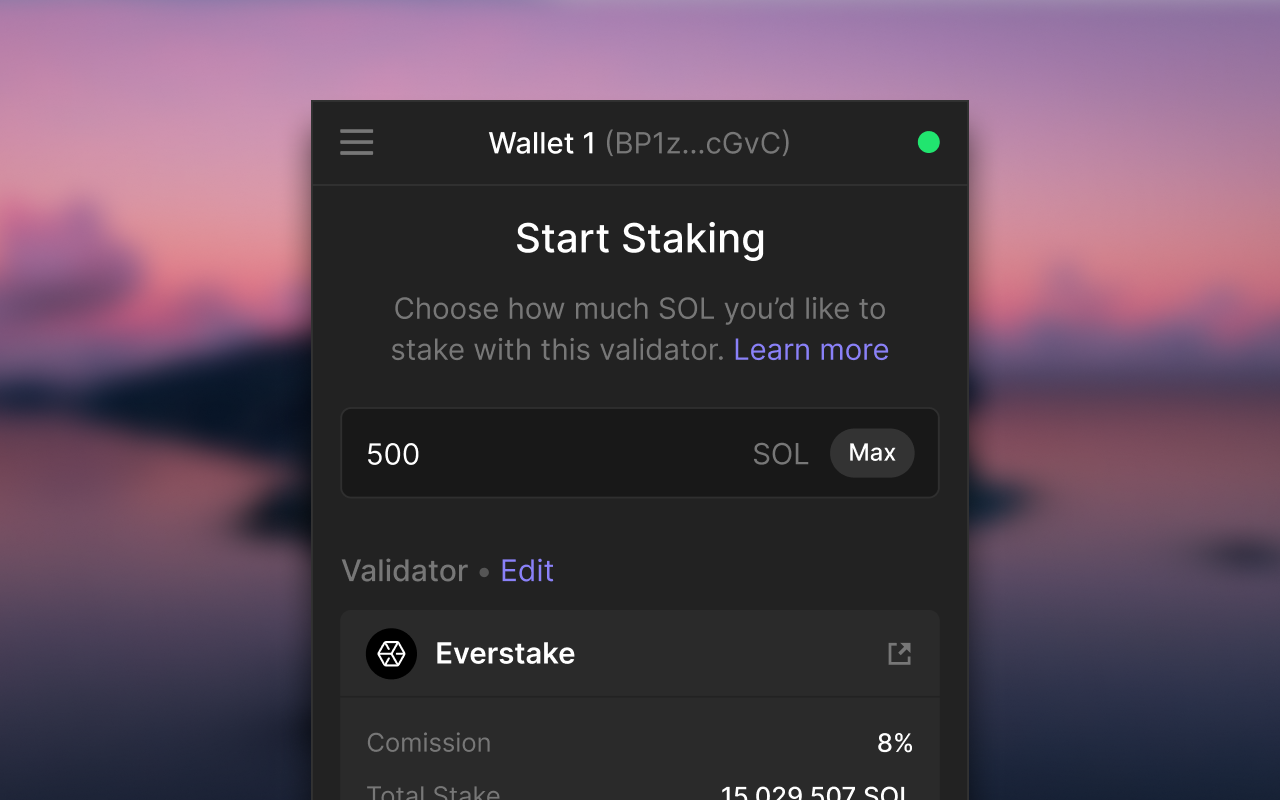 Wallet 1 (BP1z...cGvC)
Start Staking
Choose how much SOL you’d like to
stake with this validator. Learn more
500 SOL Max
Validator • Edit
Everstake
Comission 8%
Total Stake 15,029,507 SOL